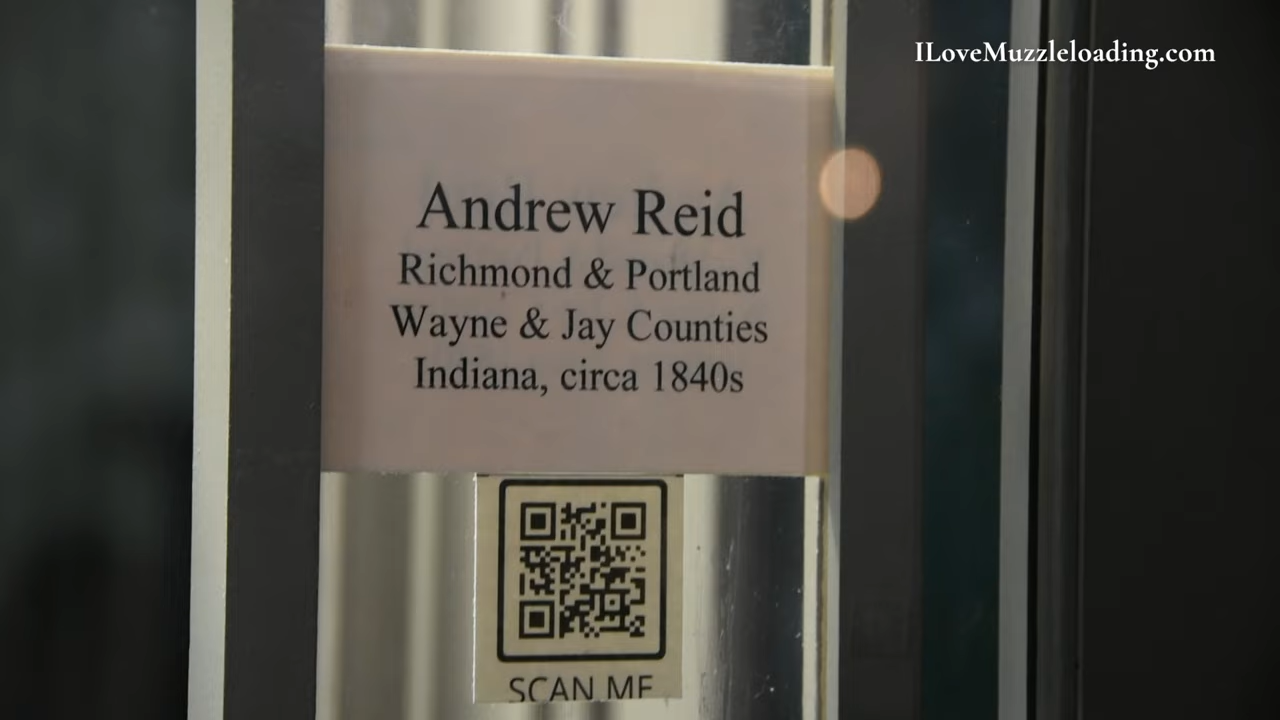 ILoveMuzzleloading.com
Andrew Reid
Richmond & Portland
Wayne & Jay Counties
Indiana, circa 1840s
SCAN ME